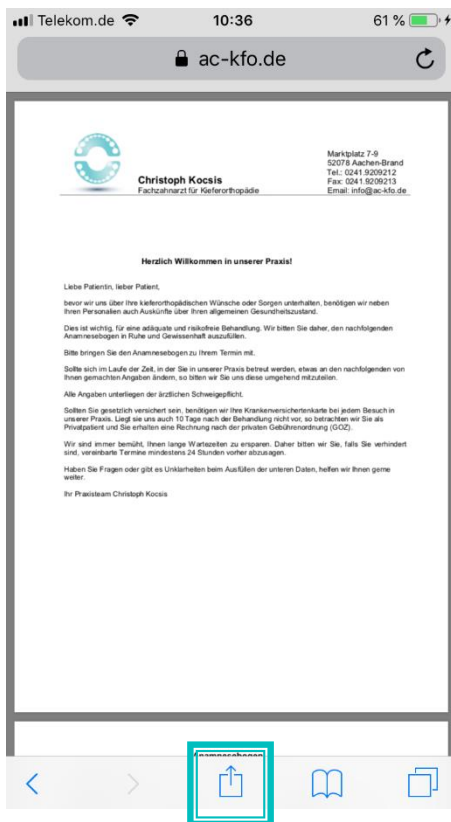 Telekom.de 10:36 61 %
ac-kfo.de
Marktplatz 7-9
52078 Aachen-Brand
Tel.: 0241.9209212
Christoph Kocsis Fax: 0241.9209213
Fachzahnarzt für Kieferorthopädie Email: info@ac-kfo.de
Herzlich Willkommen in unserer Praxis!
Liebe Patientin, lieber Patient,
bevor wir uns über Ihre kieferorthopädischen Wünsche oder Sorgen unterhalten, benötigen wir neben
Ihren Personalien auch Auskünfte über Ihren allgemeinen Gesundheitszustand.
Dies ist wichtig, für eine adäquate und risikofreie Behandlung. Wir bitten Sie daher, den nachfolgenden
Anamnesebogen in Ruhe und Gewissenhaft auszufüllen.
Bitte bringen Sie den Anamnesebogen zu Ihrem Termin mit.
Sollte sich im Laufe der Zeit, in der Sie in unserer Praxis betreut werden, etwas an den nachfolgenden von
Ihnen gemachten Angaben ändern, so bitten wir Sie uns diese umgehend mitzuteilen.
Alle Angaben unterliegen der ärztlichen Schweigepflicht.
Sollten Sie gesetzlich versichert sein, benötigen wir Ihre Krankenversichertenkarte bei jedem Besuch in
unserer Praxis. Liegt sie uns auch 10 Tage nach der Behandlung nicht vor, so betrachten wir Sie als
Privatpatient und Sie erhalten eine Rechnung nach der privaten Gebührenordnung (GOZ).
Wir sind immer bemüht, Ihnen lange Wartezeiten zu ersparen. Daher bitten wir Sie, falls Sie verhindert
sind, vereinbarte Termine mindestens 24 Stunden vorher abzusagen.
Haben Sie Fragen oder gibt es Unklarheiten beim Ausfüllen der unteren Daten, helfen wir Ihnen gerne
weiter.
Ihr Praxisteam Christoph Kocsis
Anamnesebogen